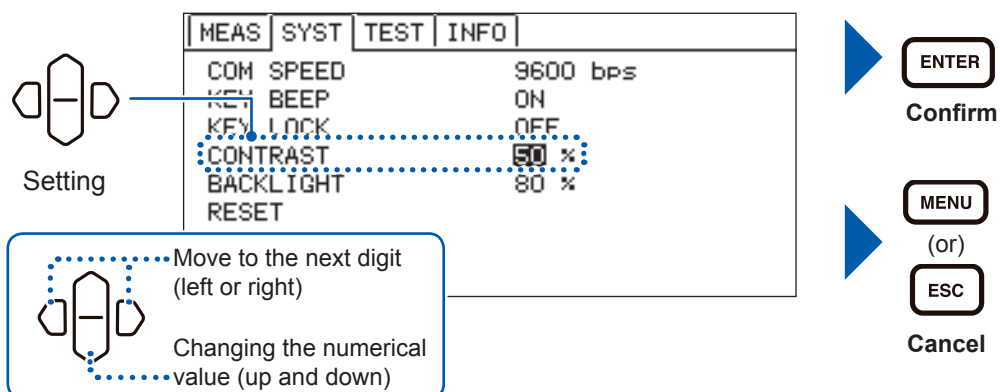 MEAS SYST TEST INFO
COM SPEED 9600 bps
KEY BEEP ON
KEY LOCK OFF
CONTRAST 50 %
BACKLIGHT 80 %
RESET
Setting
Move to the next digit
(left or right)
Changing the numerical
value (up and down)
ENTER
Confirm
MENU
(or)
ESC
Cancel